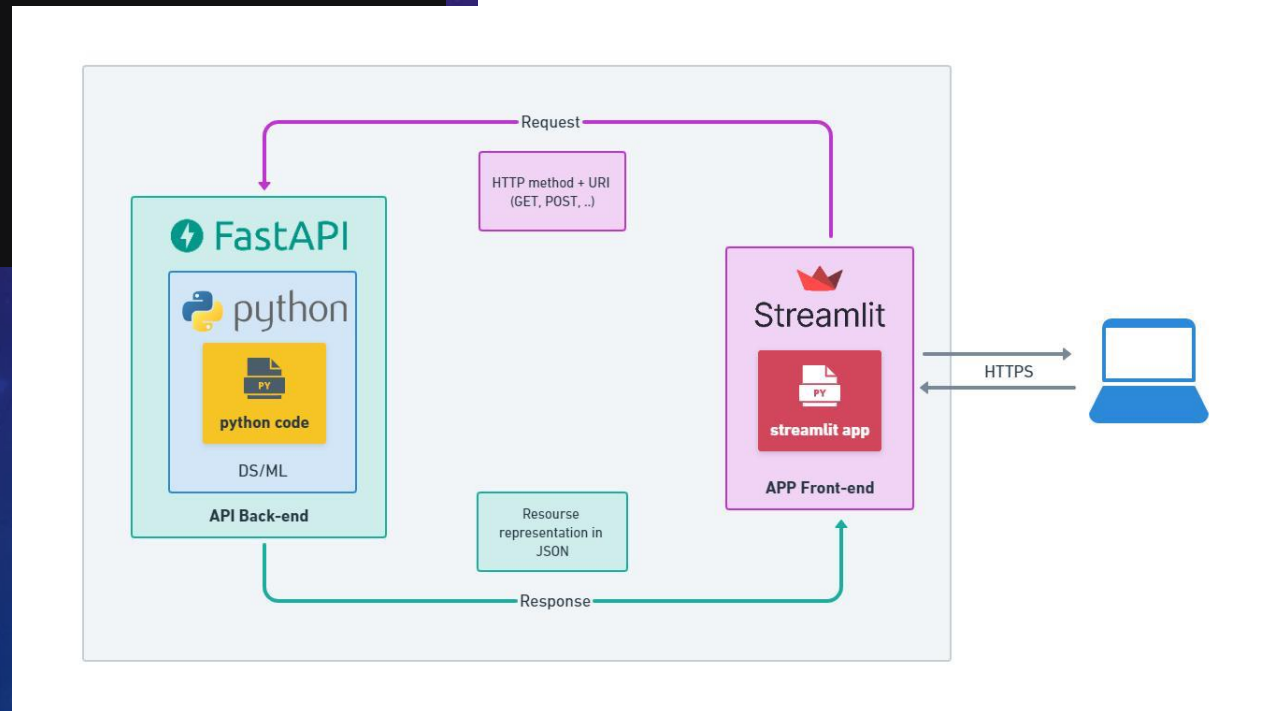 Request
HTTP method + URI
(GET, POST, ..)
FastAPI
python
PY
python code
DS/ML
API Back-end
Streamlit
PY
streamlit app
APP Front-end
HTTPS
Resourse
representation in
JSON
Response